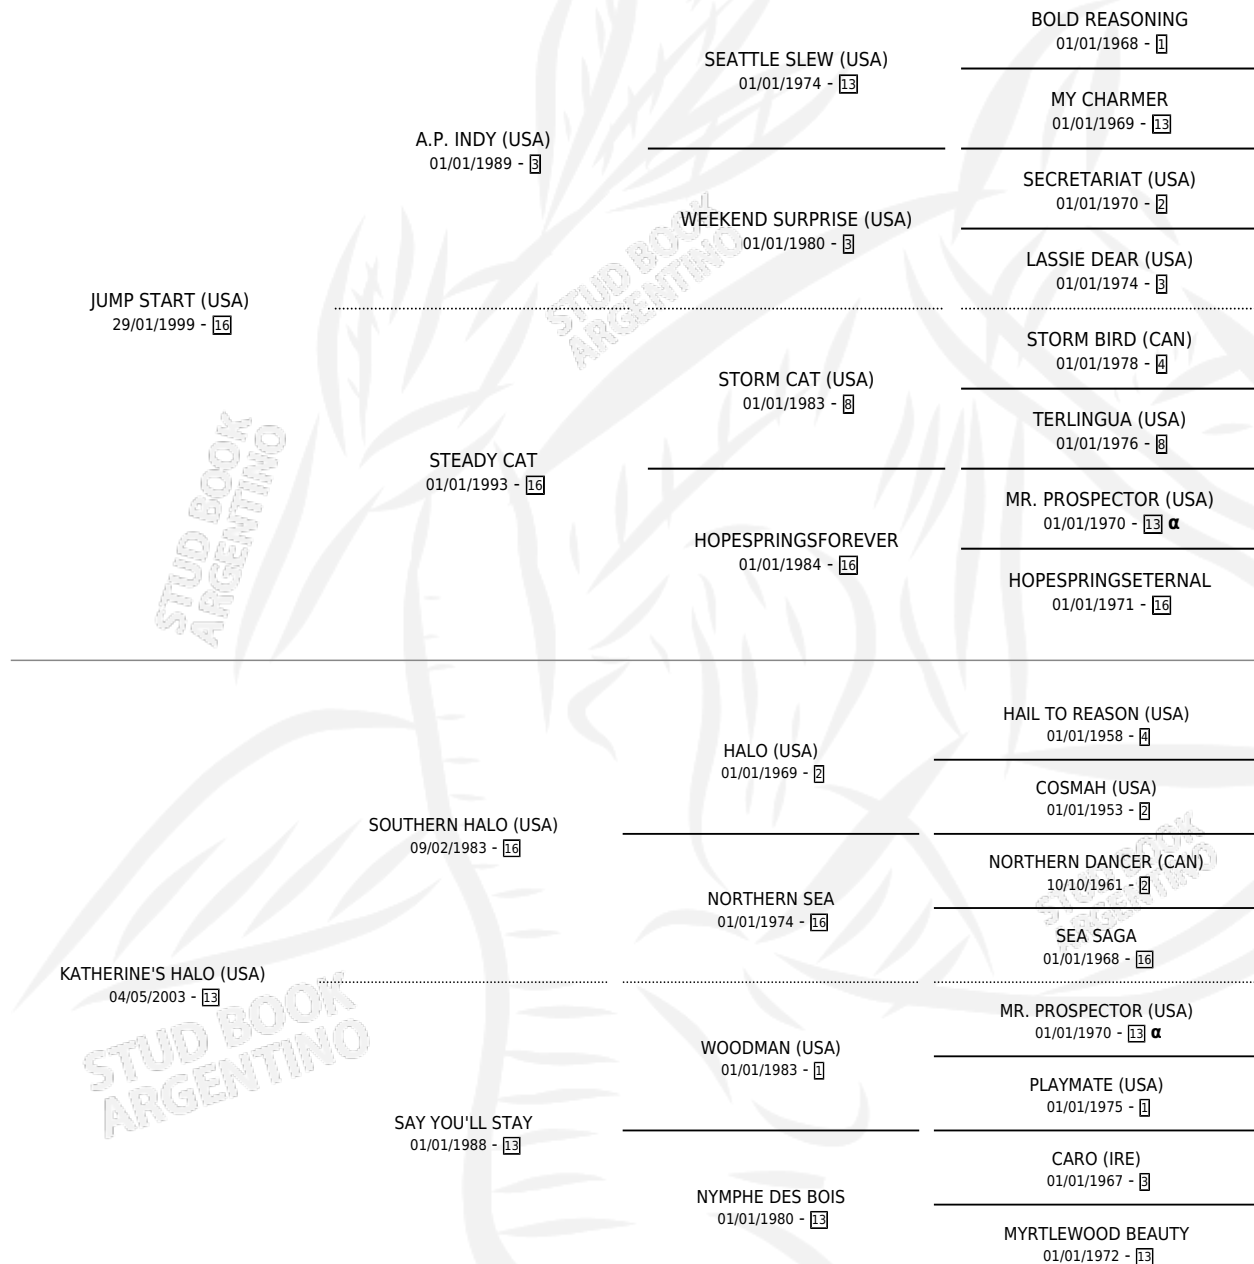 BOLD REASONING
01/01/1968 - 1
SEATTLE SLEW (USA)
01/01/1974 - 13
MY CHARMER
01/01/1969 - 13
A.P. INDY (USA)
01/01/1989 - 3
SECRETARIAT (USA)
01/01/1970 - 2
WEEKEND SURPRISE (USA)
01/01/1980 - 3
LASSIE DEAR (USA)
01/01/1974 - 3
STUD BOOK
ARGENTINO
JUMP START (USA)
29/01/1999 - 16
STORM BIRD (CAN)
01/01/1978 - 4
STORM CAT (USA)
01/01/1983 - 8
TERLINGUA (USA)
01/01/1976 - 8
STEADY CAT
01/01/1993 - 16
MR. PROSPECTOR (USA)
01/01/1970 - 13 α
HOPESPRINGSFOREVER
01/01/1984 - 16
HOPESPRINGSETERNAL
01/01/1971 - 16
STUD BOOK
ARGENTINO
HAIL TO REASON (USA)
01/01/1958 - 4
HALO (USA)
01/01/1969 - 2
COSMAH (USA)
01/01/1953 - 2
SOUTHERN HALO (USA)
09/02/1983 - 16
NORTHERN DANCER (CAN)
10/10/1961 - 2
NORTHERN SEA
01/01/1974 - 16
SEA SAGA
01/01/1968 - 16
STUD BOOK
ARGENTINO
KATHERINE'S HALO (USA)
04/05/2003 - 13
MR. PROSPECTOR (USA)
01/01/1970 - 13 α
WOODMAN (USA)
01/01/1983 - 1
PLAYMATE (USA)
01/01/1975 - 1
SAY YOU'LL STAY
01/01/1988 - 13
CARO (IRE)
01/01/1967 - 3
NYMPHE DES BOIS
01/01/1980 - 13
MYRTLEWOOD BEAUTY
01/01/1972 - 13
STUD BOOK
ARGENTINO